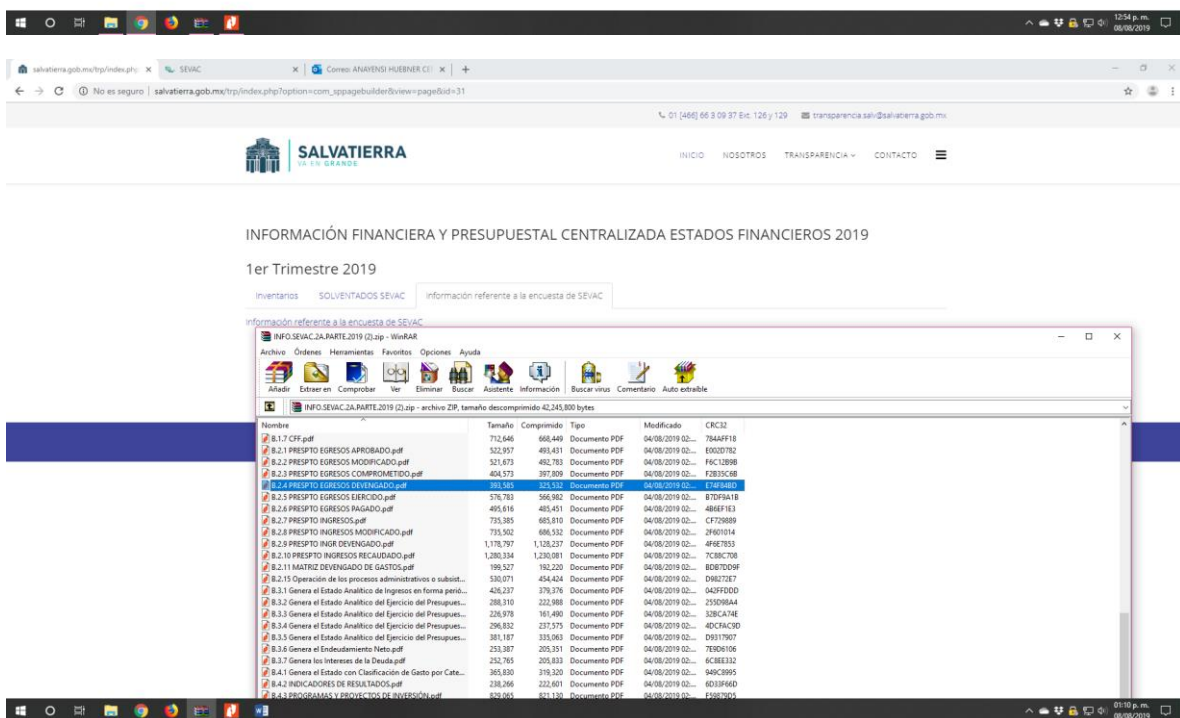 12:54 p. m.
08/08/2019
salvatierra.gob.mx/trp/index.php
SEVAC
Correo: ANAYENSI HUEBNER CE
No es seguro | salvatierra.gob.mx/trp/index.php?option=com_sppagebuilder&view=page&id=31
01 [466] 66 3 09 37 Ext. 126 y 129 transparencia.salv@salvatierra.gob.mx
SALVATIERRA
VA EN GRANDE
INICIO NOSOTROS TRANSPARENCIA CONTACTO
INFORMACIÓN FINANCIERA Y PRESUPUESTAL CENTRALIZADA ESTADOS FINANCIEROS 2019
1er Trimestre 2019
Inventarios SOLVENTADOS SEVAC Información referente a la encuesta de SEVAC
Información referente a la encuesta de SEVAC
INFO.SEVAC.2A.PARTE.2019 (2).zip - WinRAR
Archivo Órdenes Herramientas Favoritos Opciones Ayuda
Añadir Extraer en Comprobar Ver Eliminar Buscar Asistente Información Buscar virus Comentario Auto extraíble
INFO.SEVAC.2A.PARTE.2019 (2).zip - archivo ZIP, tamaño descomprimido 42,245,800 bytes
Nombre Tamaño Comprimido Tipo Modificado CRC32
B.1.7 CFF.pdf 712,646 668,449 Documento PDF 04/08/2019 02:... 784AFF18
B.2.1 PRESPTO EGRESOS APROBADO.pdf 522,957 493,431 Documento PDF 04/08/2019 02:... E002D782
B.2.2 PRESPTO EGRESOS MODIFICADO.pdf 521,673 492,783 Documento PDF 04/08/2019 02:... F6C12B9B
B.2.3 PRESPTO EGRESOS COMPROMETIDO.pdf 404,573 397,809 Documento PDF 04/08/2019 02:... F2B35C6B
B.2.4 PRESPTO EGRESOS DEVENGADO.pdf 393,585 325,532 Documento PDF 04/08/2019 02:... E74F84BD
B.2.5 PRESPTO EGRESOS EJERCIDO.pdf 576,783 566,982 Documento PDF 04/08/2019 02:... B7DF9A1B
B.2.6 PRESPTO EGRESOS PAGADO.pdf 495,616 485,451 Documento PDF 04/08/2019 02:... 4B6EF1E3
B.2.7 PRESPTO INGRESOS.pdf 735,385 685,810 Documento PDF 04/08/2019 02:... CF729889
B.2.8 PRESPTO INGRESOS MODIFICADO.pdf 735,502 686,532 Documento PDF 04/08/2019 02:... 2F601014
B.2.9 PRESPTO INGR DEVENGADO.pdf 1,178,797 1,128,237 Documento PDF 04/08/2019 02:... 4F6E7853
B.2.10 PRESPTO INGRESOS RECAUDADO.pdf 1,280,334 1,230,081 Documento PDF 04/08/2019 02:... 7C88C708
B.2.11 MATRIZ DEVENGADO DE GASTOS.pdf 199,527 192,220 Documento PDF 04/08/2019 02:... BDB7DD9F
B.2.15 Operación de los procesos administrativos o subsist... 530,071 454,424 Documento PDF 04/08/2019 02:... D98272E7
B.3.1 Genera el Estado Analítico de Ingresos en forma perió... 426,237 379,376 Documento PDF 04/08/2019 02:... 042FFDDD
B.3.2 Genera el Estado Analítico del Ejercicio del Presupues... 288,310 222,988 Documento PDF 04/08/2019 02:... 255D98A4
B.3.3 Genera el Estado Analítico del Ejercicio del Presupues... 226,978 161,490 Documento PDF 04/08/2019 02:... 32BCA74E
B.3.4 Genera el Estado Analítico del Ejercicio del Presupues... 296,832 237,575 Documento PDF 04/08/2019 02:... 4DCFAC9D
B.3.5 Genera el Estado Analítico del Ejercicio del Presupues... 381,187 335,063 Documento PDF 04/08/2019 02:... D9317907
B.3.6 Genera el Endeudamiento Neto.pdf 253,387 205,351 Documento PDF 04/08/2019 02:... 7E9D6106
B.3.7 Genera los Intereses de la Deuda.pdf 252,765 205,833 Documento PDF 04/08/2019 02:... 6C8EE332
B.4.1 Genera el Estado con Clasificación de Gasto por Cate... 365,830 319,320 Documento PDF 04/08/2019 02:... 949C8995
B.4.2 INDICADORES DE RESULTADOS.pdf 238,266 222,601 Documento PDF 04/08/2019 02:... 6D33F66D
B.4.3 PROGRAMAS Y PROYECTOS DE INVERSIÓN.pdf 829,065 821,130 Documento PDF 04/08/2019 02:... F59879D5
01:10 p. m.
08/08/2019